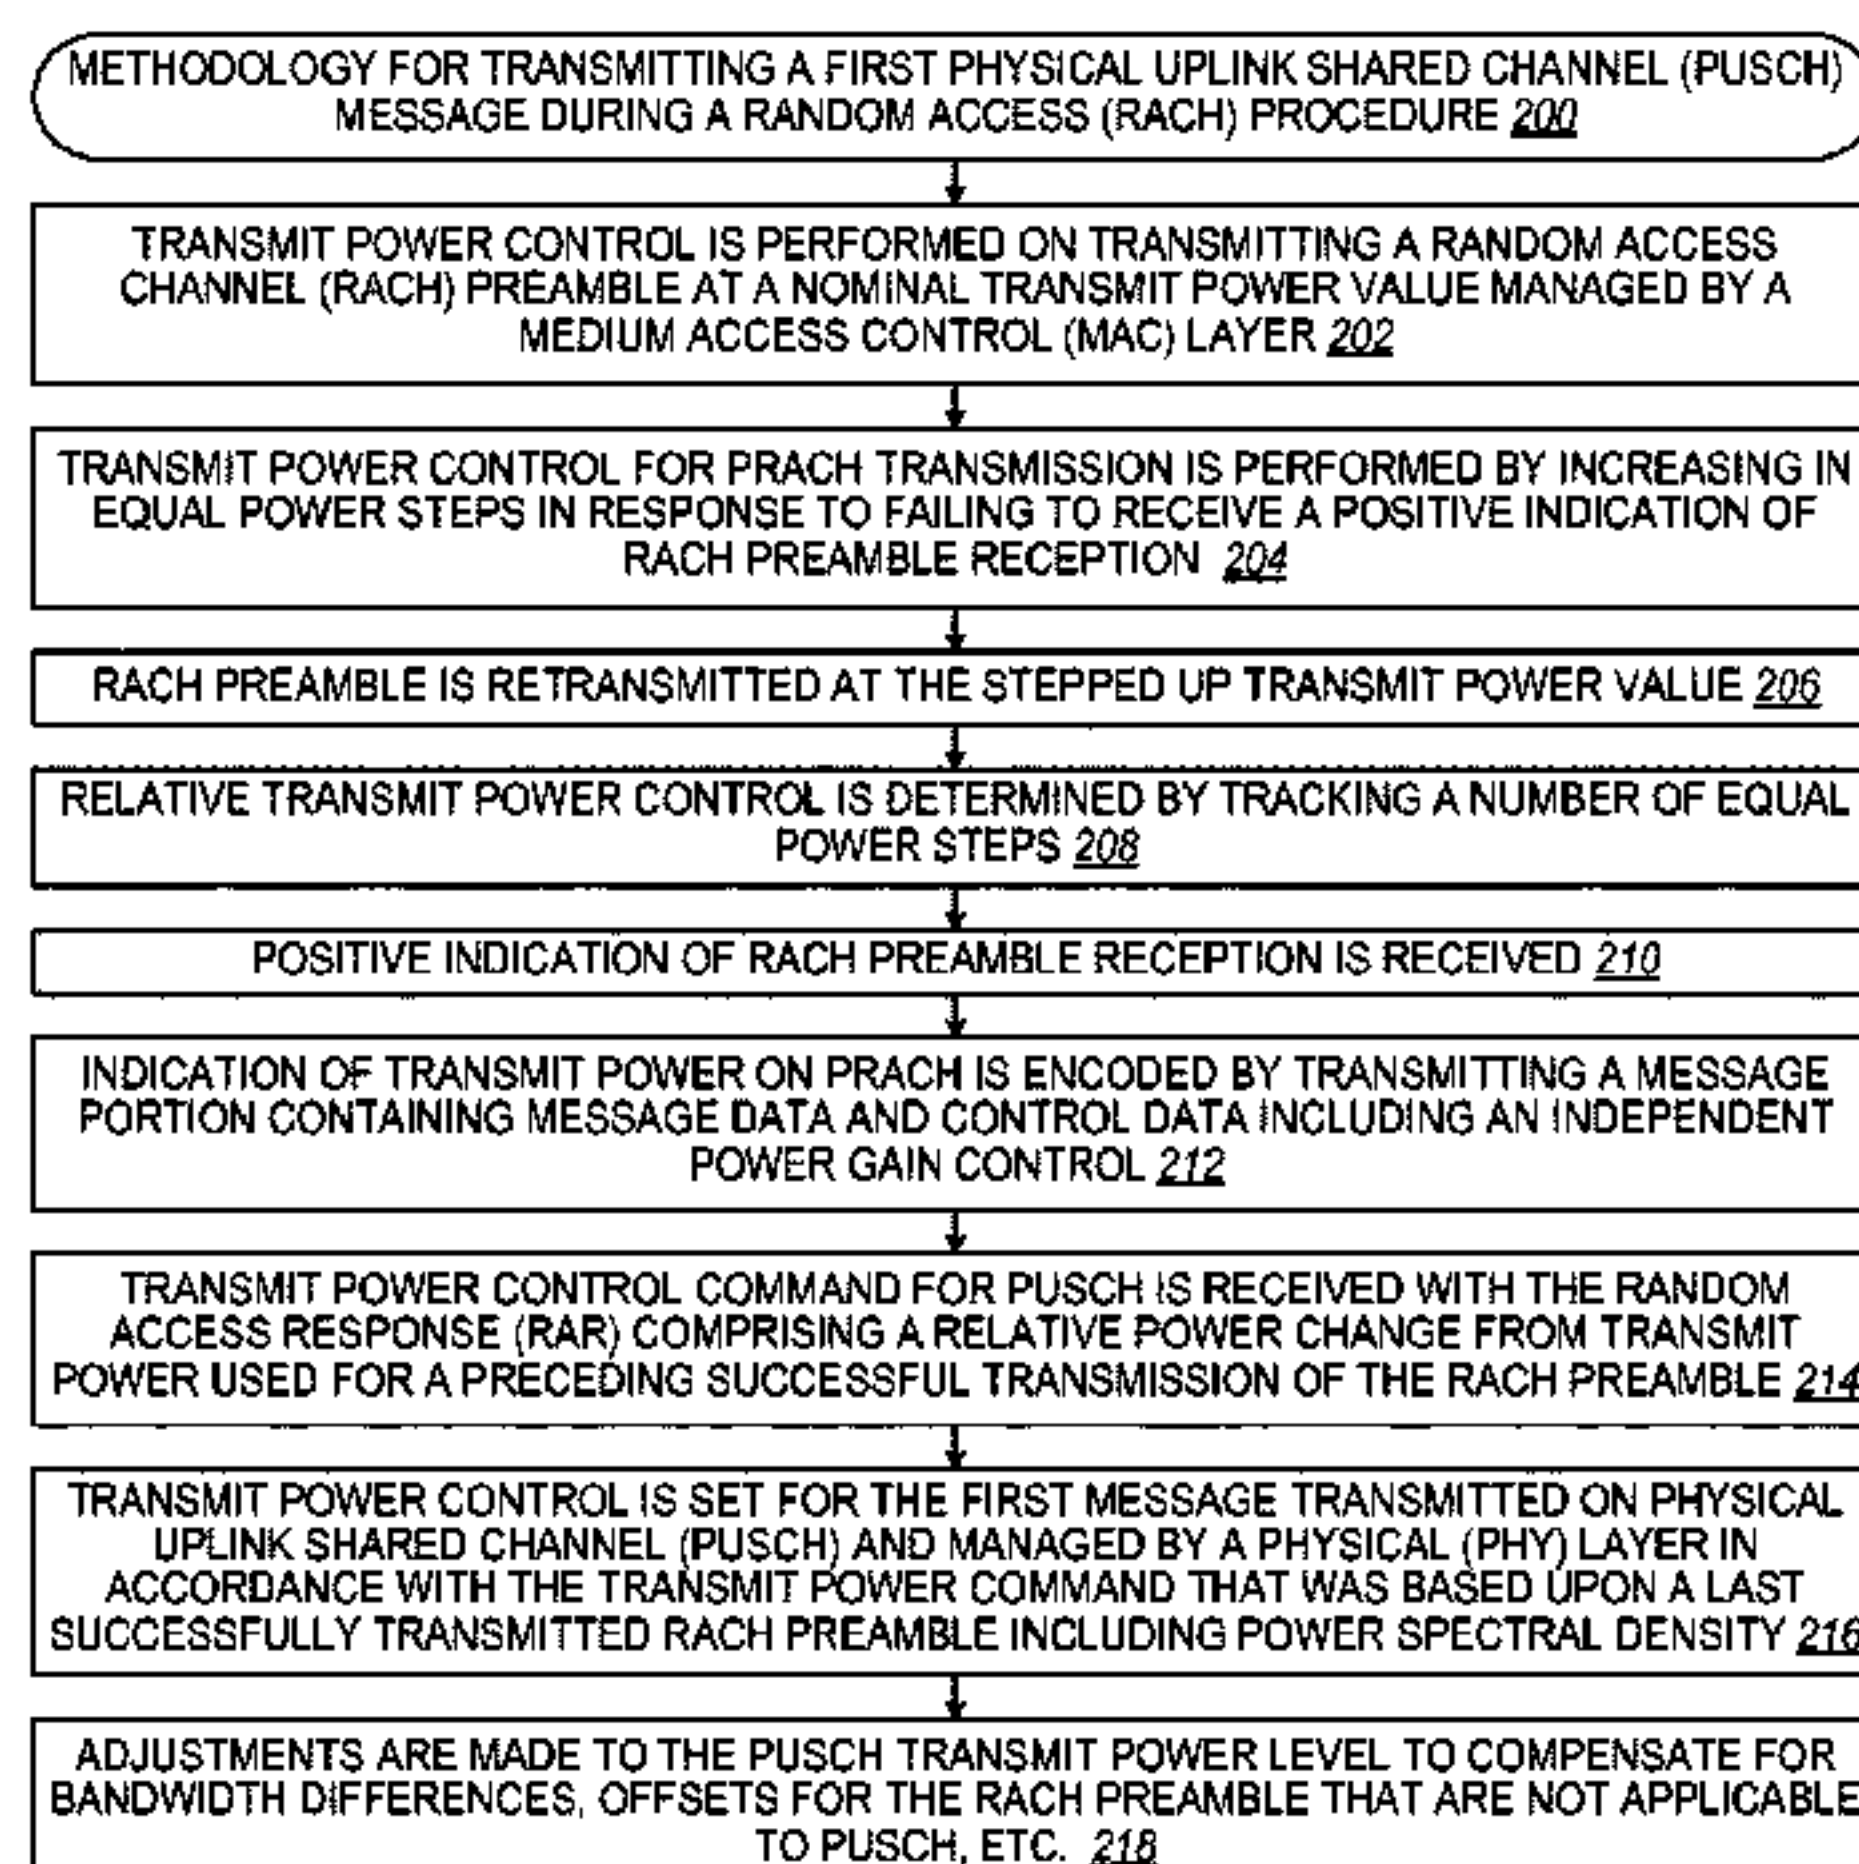 METHODOLOGY FOR TRANSMITTING A FIRST PHYSICAL UPLINK SHARED CHANNEL (PUSCH)
MESSAGE DURING A RANDOM ACCESS (RACH) PROCEDURE 200
TRANSMIT POWER CONTROL IS PERFORMED ON TRANSMITTING A RANDOM ACCESS
CHANNEL (RACH) PREAMBLE AT A NOMINAL TRANSMIT POWER VALUE MANAGED BY A
MEDIUM ACCESS CONTROL (MAC) LAYER 202
TRANSMIT POWER CONTROL FOR PRACH TRANSMISSION IS PERFORMED BY INCREASING IN
EQUAL POWER STEPS IN RESPONSE TO FAILING TO RECEIVE A POSITIVE INDICATION OF
RACH PREAMBLE RECEPTION 204
RACH PREAMBLE IS RETRANSMITTED AT THE STEPPED UP TRANSMIT POWER VALUE 206
RELATIVE TRANSMIT POWER CONTROL IS DETERMINED BY TRACKING A NUMBER OF EQUAL
POWER STEPS 208
POSITIVE INDICATION OF RACH PREAMBLE RECEPTION IS RECEIVED 210
INDICATION OF TRANSMIT POWER ON PRACH IS ENCODED BY TRANSMITTING A MESSAGE
PORTION CONTAINING MESSAGE DATA AND CONTROL DATA INCLUDING AN INDEPENDENT
POWER GAIN CONTROL 212
TRANSMIT POWER CONTROL COMMAND FOR PUSCH IS RECEIVED WITH THE RANDOM
ACCESS RESPONSE (RAR) COMPRISING A RELATIVE POWER CHANGE FROM TRANSMIT
POWER USED FOR A PRECEDING SUCCESSFUL TRANSMISSION OF THE RACH PREAMBLE 214
TRANSMIT POWER CONTROL IS SET FOR THE FIRST MESSAGE TRANSMITTED ON PHYSICAL
UPLINK SHARED CHANNEL (PUSCH) AND MANAGED BY A PHYSICAL (PHY) LAYER IN
ACCORDANCE WITH THE TRANSMIT POWER COMMAND THAT WAS BASED UPON A LAST
SUCCESSFULLY TRANSMITTED RACH PREAMBLE INCLUDING POWER SPECTRAL DENSITY 216
ADJUSTMENTS ARE MADE TO THE PUSCH TRANSMIT POWER LEVEL TO COMPENSATE FOR
BANDWIDTH DIFFERENCES, OFFSETS FOR THE RACH PREAMBLE THAT ARE NOT APPLICABLE
TO PUSCH, ETC. 218